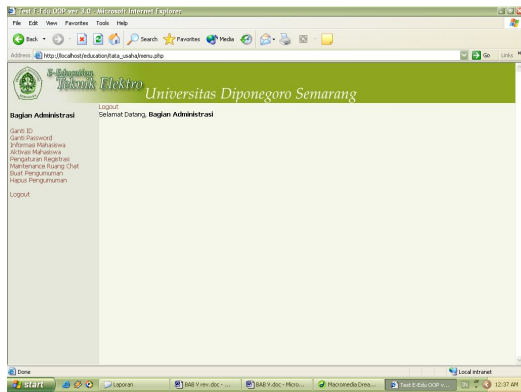 Test E-Edu OOP ver 3.0 - Microsoft Internet Explorer
File Edit View Favorites Tools Help
Back Search Favorites Media
Address http://localhost/education/tata_usaha/menu.php Go Links
E-Education
Teknik Elektro
Universitas Diponegoro Semarang
Logout
Bagian Administrasi Selamat Datang, Bagian Administrasi
Ganti ID
Ganti Password
Informasi Mahasiswa
Aktivasi Mahasiswa
Pengaturan Registrasi
Maintenance Ruang Chat
Buat Pengumuman
Hapus Pengumuman
Logout
Done Local intranet
start Laporan BAB V rev.doc - ... BAB V.doc - Micro... Macromedia Drea... Test E-Edu OOP v... IN 12:37 AM